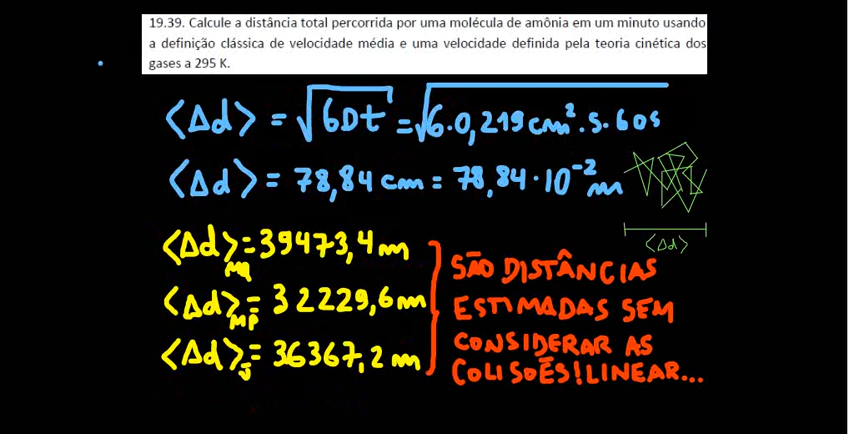 19.39. Calcule a distância total percorrida por uma molécula de amônia em um minuto usando
a definição clássica de velocidade média e uma velocidade definida pela teoria cinética dos
gases a 295 K.
⟨Δd⟩ = √6Dt = √6·0,219cm²·s·60s
⟨Δd⟩ = 78,84 cm = 78,84·10⁻² m
⟨Δd⟩
⟨Δd⟩MQ = 39473,4 m
⟨Δd⟩MP = 32229,6 m
⟨Δd⟩v̄ = 36367,2 m
SÃO DISTÂNCIAS
ESTIMADAS SEM
CONSIDERAR AS
COLISOẼS! LINEAR...